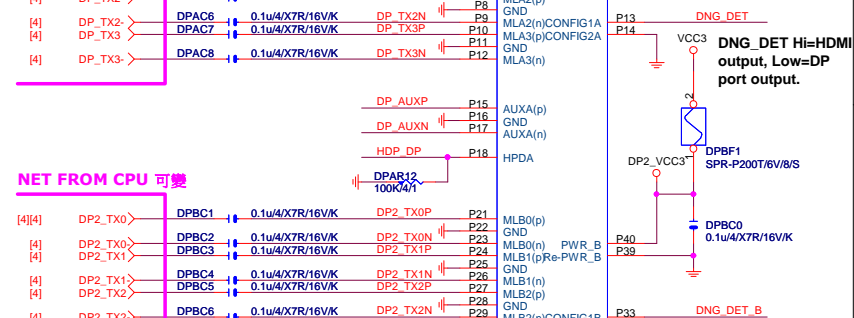 P8
GND
[4] DP_TX2- DPAC6 0.1u/4/X7R/16V/K DP_TX2N P9 MLA2(n)CONFIG1A P13 DNG_DET
[4] DP_TX3 DPAC7 0.1u/4/X7R/16V/K DP_TX3P P10 MLA3(p)CONFIG2A P14
P11 GND
[4] DP_TX3- DPAC8 0.1u/4/X7R/16V/K DP_TX3N P12 MLA3(n)
VCC3
DNG_DET Hi=HDMI
output, Low=DP
port output.
DP_AUXP P15 AUXA(p)
P16 GND
DP_AUXN P17 AUXA(n)
2
HDP_DP P18 HPDA
DPBF1
SPR-P200T/6V/8/S
1
DP2_VCC3
DPAR12
100K/4/1
NET FROM CPU 可變
[4][4] DP2_TX0 DPBC1 0.1u/4/X7R/16V/K DP2_TX0P P21 MLB0(p)
P22 GND
DPBC0
0.1u/4/X7R/16V/K
[4] DP2_TX0- DPBC2 0.1u/4/X7R/16V/K DP2_TX0N P23 MLB0(n) PWR_B P40
[4] DP2_TX1 DPBC3 0.1u/4/X7R/16V/K DP2_TX1P P24 MLB1(p)Re-PWR_B P39
P25 GND
[4] DP2_TX1- DPBC4 0.1u/4/X7R/16V/K DP2_TX1N P26 MLB1(n)
[4] DP2_TX2 DPBC5 0.1u/4/X7R/16V/K DP2_TX2P P27 MLB2(p)
P28 GND
[4] DP2_TX2- DPBC6 0.1u/4/X7R/16V/K DP2_TX2N P29 MLB2(n)CONFIG1B P33 DNG_DET_B